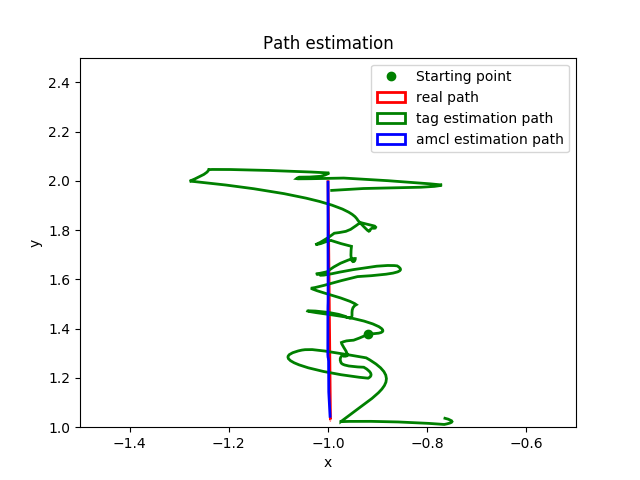 Path estimation
Starting point
real path
tag estimation path
amcl estimation path
y
2.4
2.2
2.0
1.8
1.6
1.4
1.2
1.0
−1.4
−1.2
−1.0
−0.8
−0.6
x